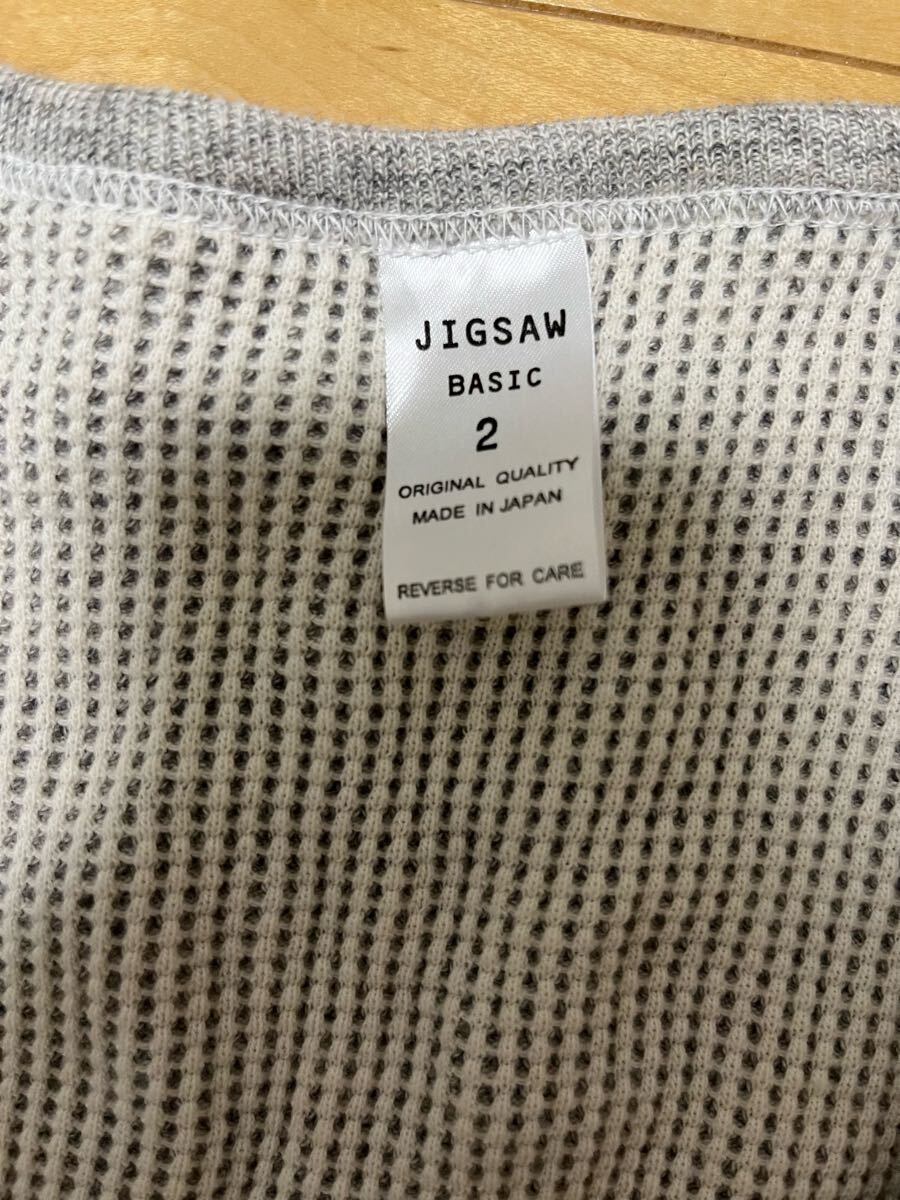 JIGSAW
BASIC
2
ORIGINAL QUALITY
MADE IN JAPAN
REVERSE FOR CARE